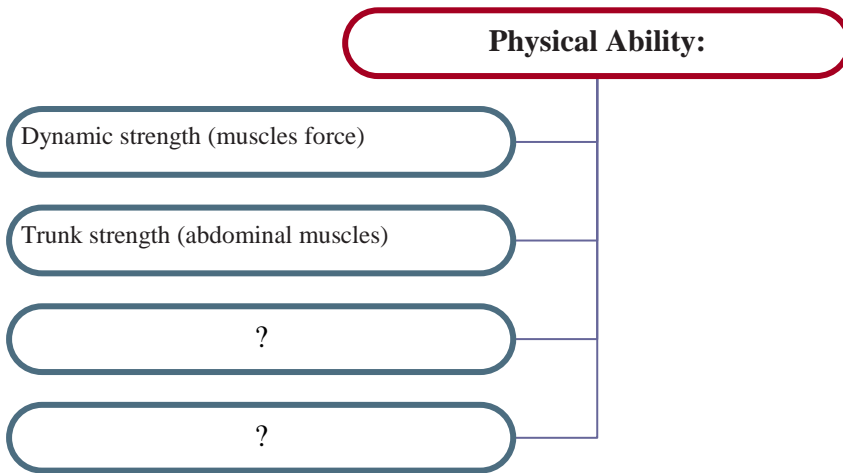 Physical Ability:
Dynamic strength (muscles force)
Trunk strength (abdominal muscles)
?
?